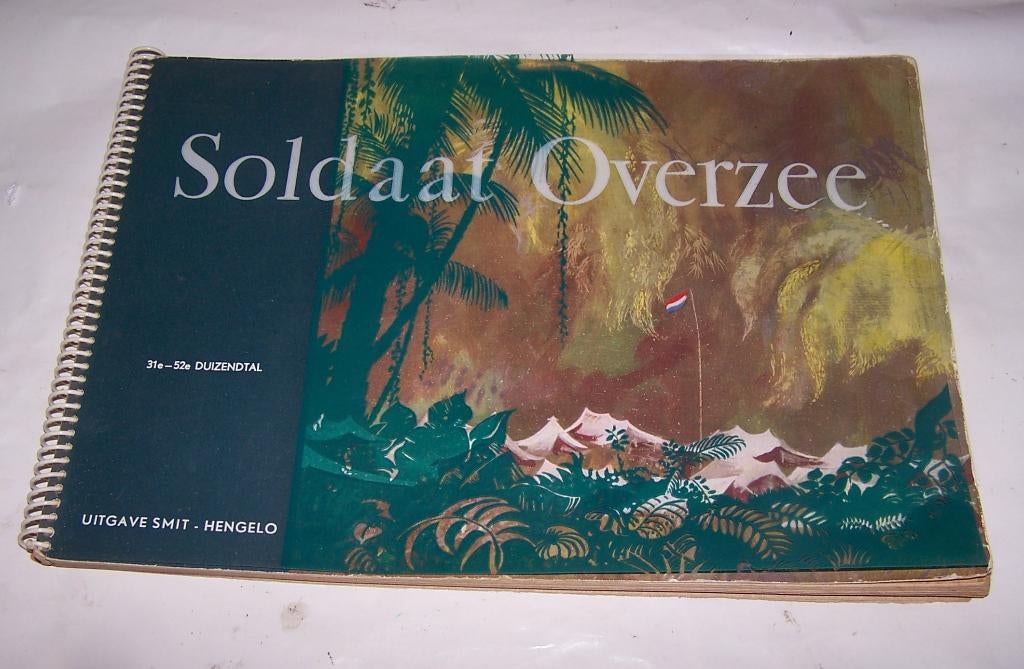 Soldaat Overzee
31e-52e DUIZENDTAL
UITGAVE SMIT - HENGELO